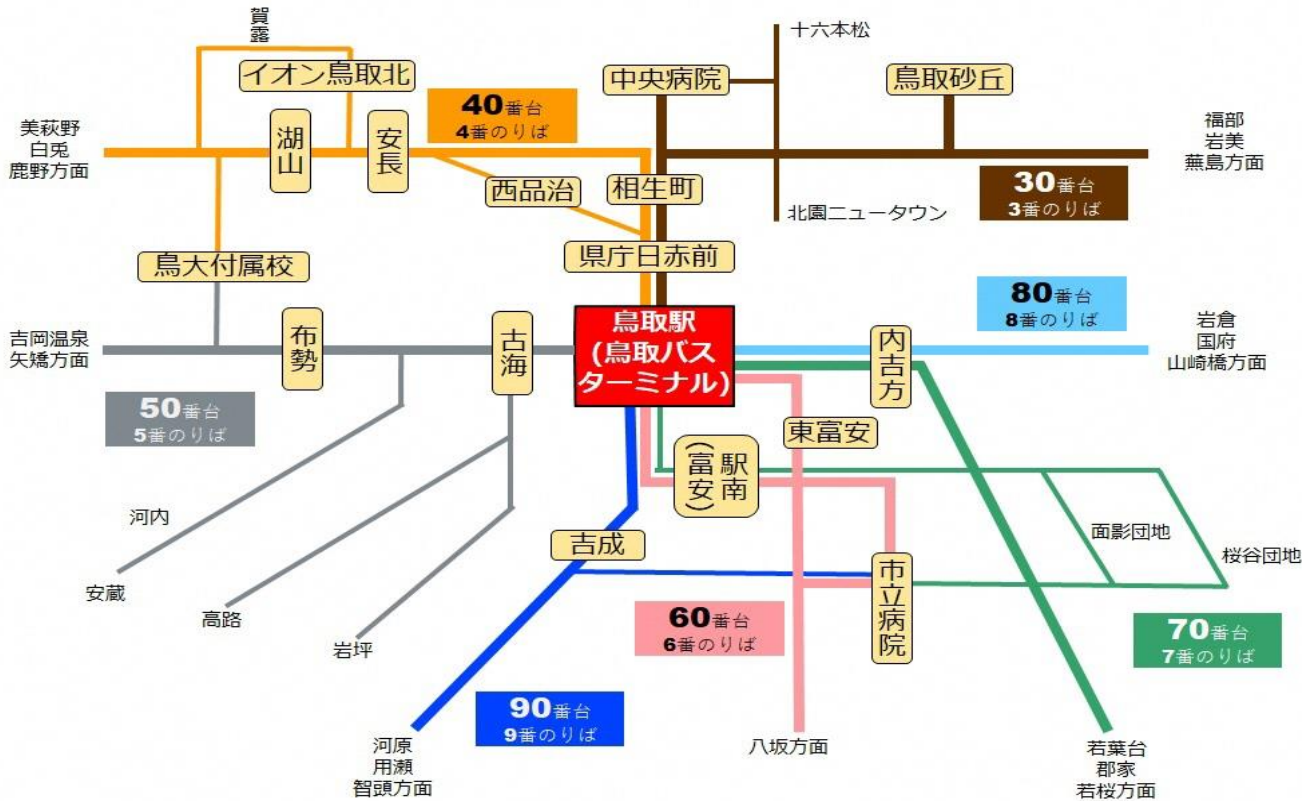 賀露
イオン鳥取北
40番台
4番のりば
美萩野
白兎
鹿野方面
湖山
安長
西品治
相生町
中央病院
十六本松
鳥取砂丘
福部
岩美
蕪島方面
30番台
3番のりば
北園ニュータウン
県庁日赤前
鳥大付属校
80番台
8番のりば
鳥取駅
(鳥取バス
ターミナル)
吉岡温泉
矢矯方面
布勢
古海
内吉方
岩倉
国府
山崎橋方面
50番台
5番のりば
東富安
駅南
(富安)
河内
安蔵
高路
岩坪
吉成
市立病院
面影団地
桜谷団地
60番台
6番のりば
70番台
7番のりば
90番台
9番のりば
河原
用瀬
智頭方面
八坂方面
若葉台
郡家
若桜方面